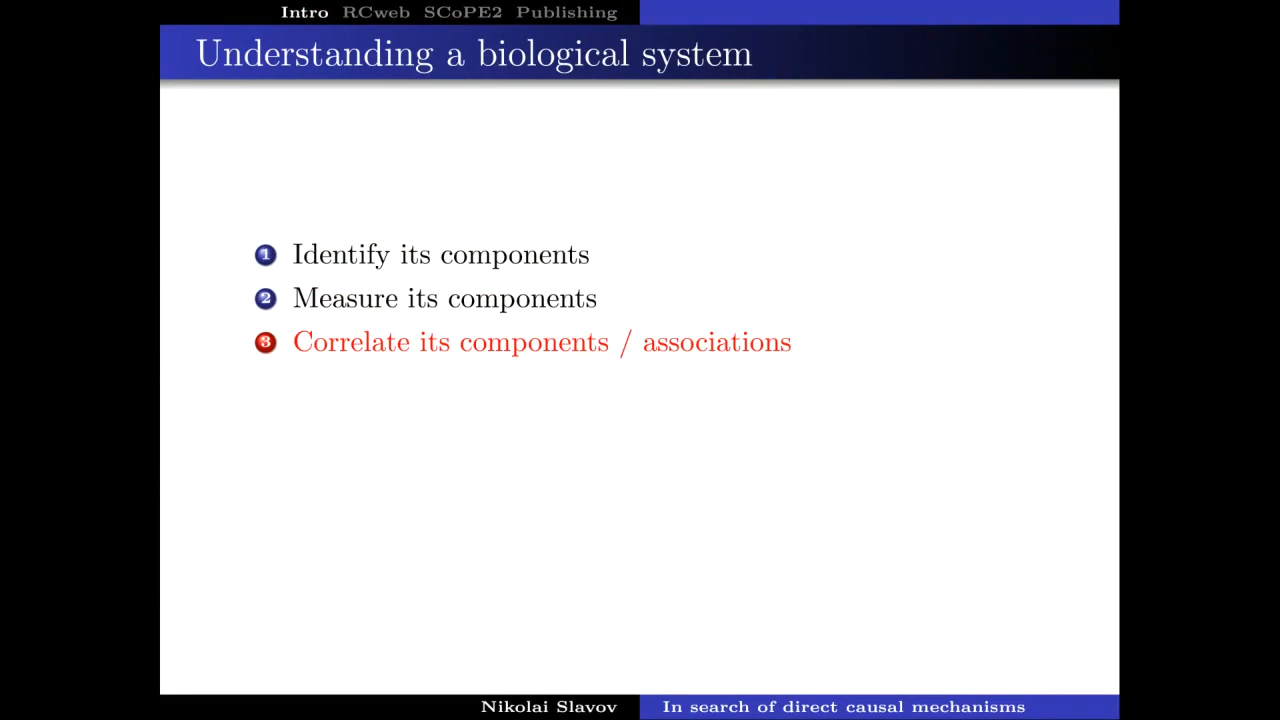 Intro RCweb SCoPE2 Publishing
Understanding a biological system
1 Identify its components
2 Measure its components
3 Correlate its components / associations
Nikolai Slavov In search of direct causal mechanisms